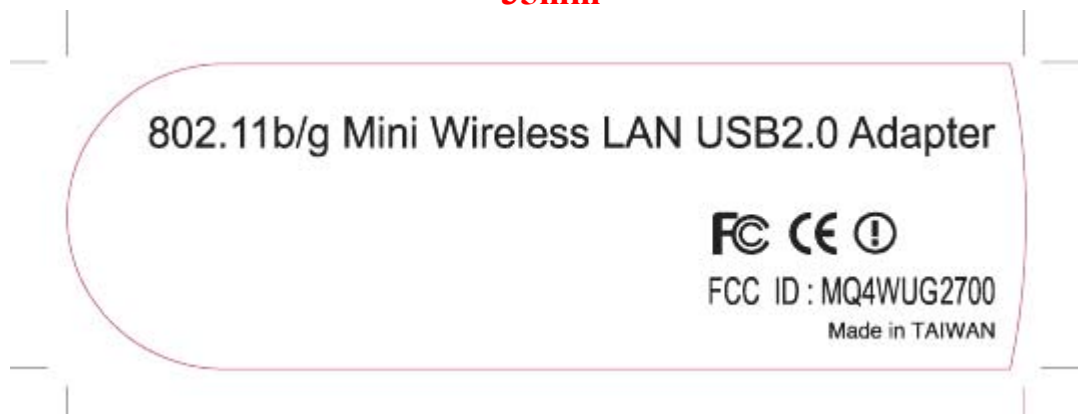 802.11b/g Mini Wireless LAN USB2.0 Adapter
FC CE
FCC ID : MQ4WUG2700
Made in TAIWAN